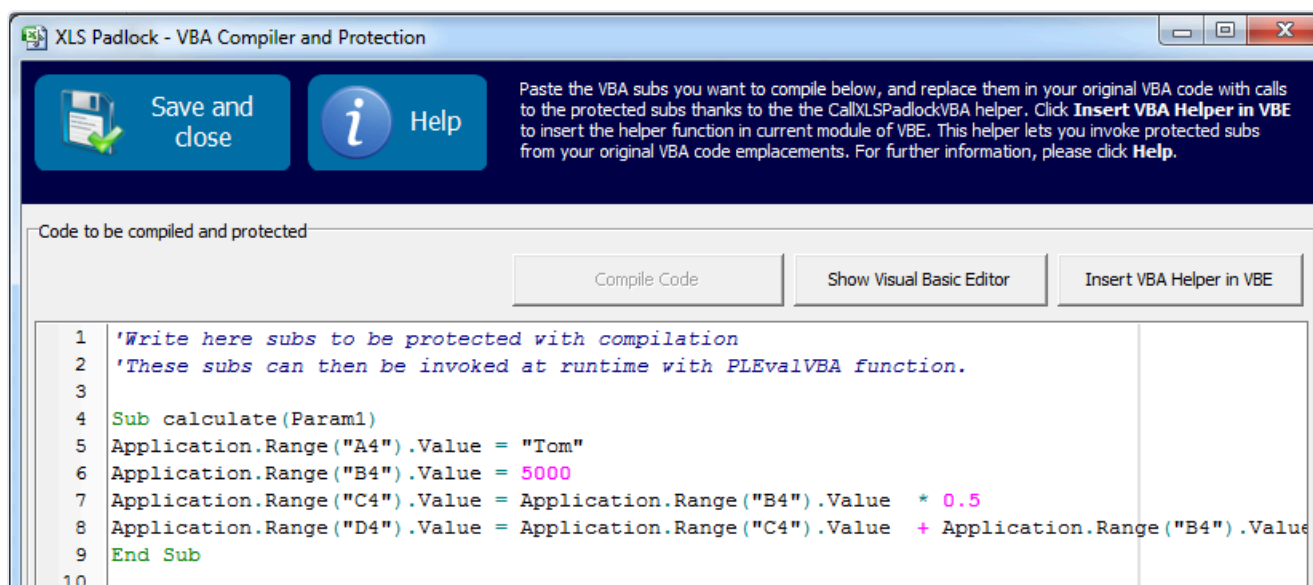 XLS Padlock - VBA Compiler and Protection
Save and
close
Help
Paste the VBA subs you want to compile below, and replace them in your original VBA code with calls
to the protected subs thanks to the the CallXLSPadlockVBA helper. Click Insert VBA Helper in VBE
to insert the helper function in current module of VBE. This helper lets you invoke protected subs
from your original VBA code emplacements. For further information, please click Help.
Code to be compiled and protected
Compile Code
Show Visual Basic Editor
Insert VBA Helper in VBE
1 'Write here subs to be protected with compilation
2 'These subs can then be invoked at runtime with PLEvalVBA function.
3
4 Sub calculate(Param1)
5 Application.Range("A4").Value = "Tom"
6 Application.Range("B4").Value = 5000
7 Application.Range("C4").Value = Application.Range("B4").Value * 0.5
8 Application.Range("D4").Value = Application.Range("C4").Value + Application.Range("B4").Value
9 End Sub
10